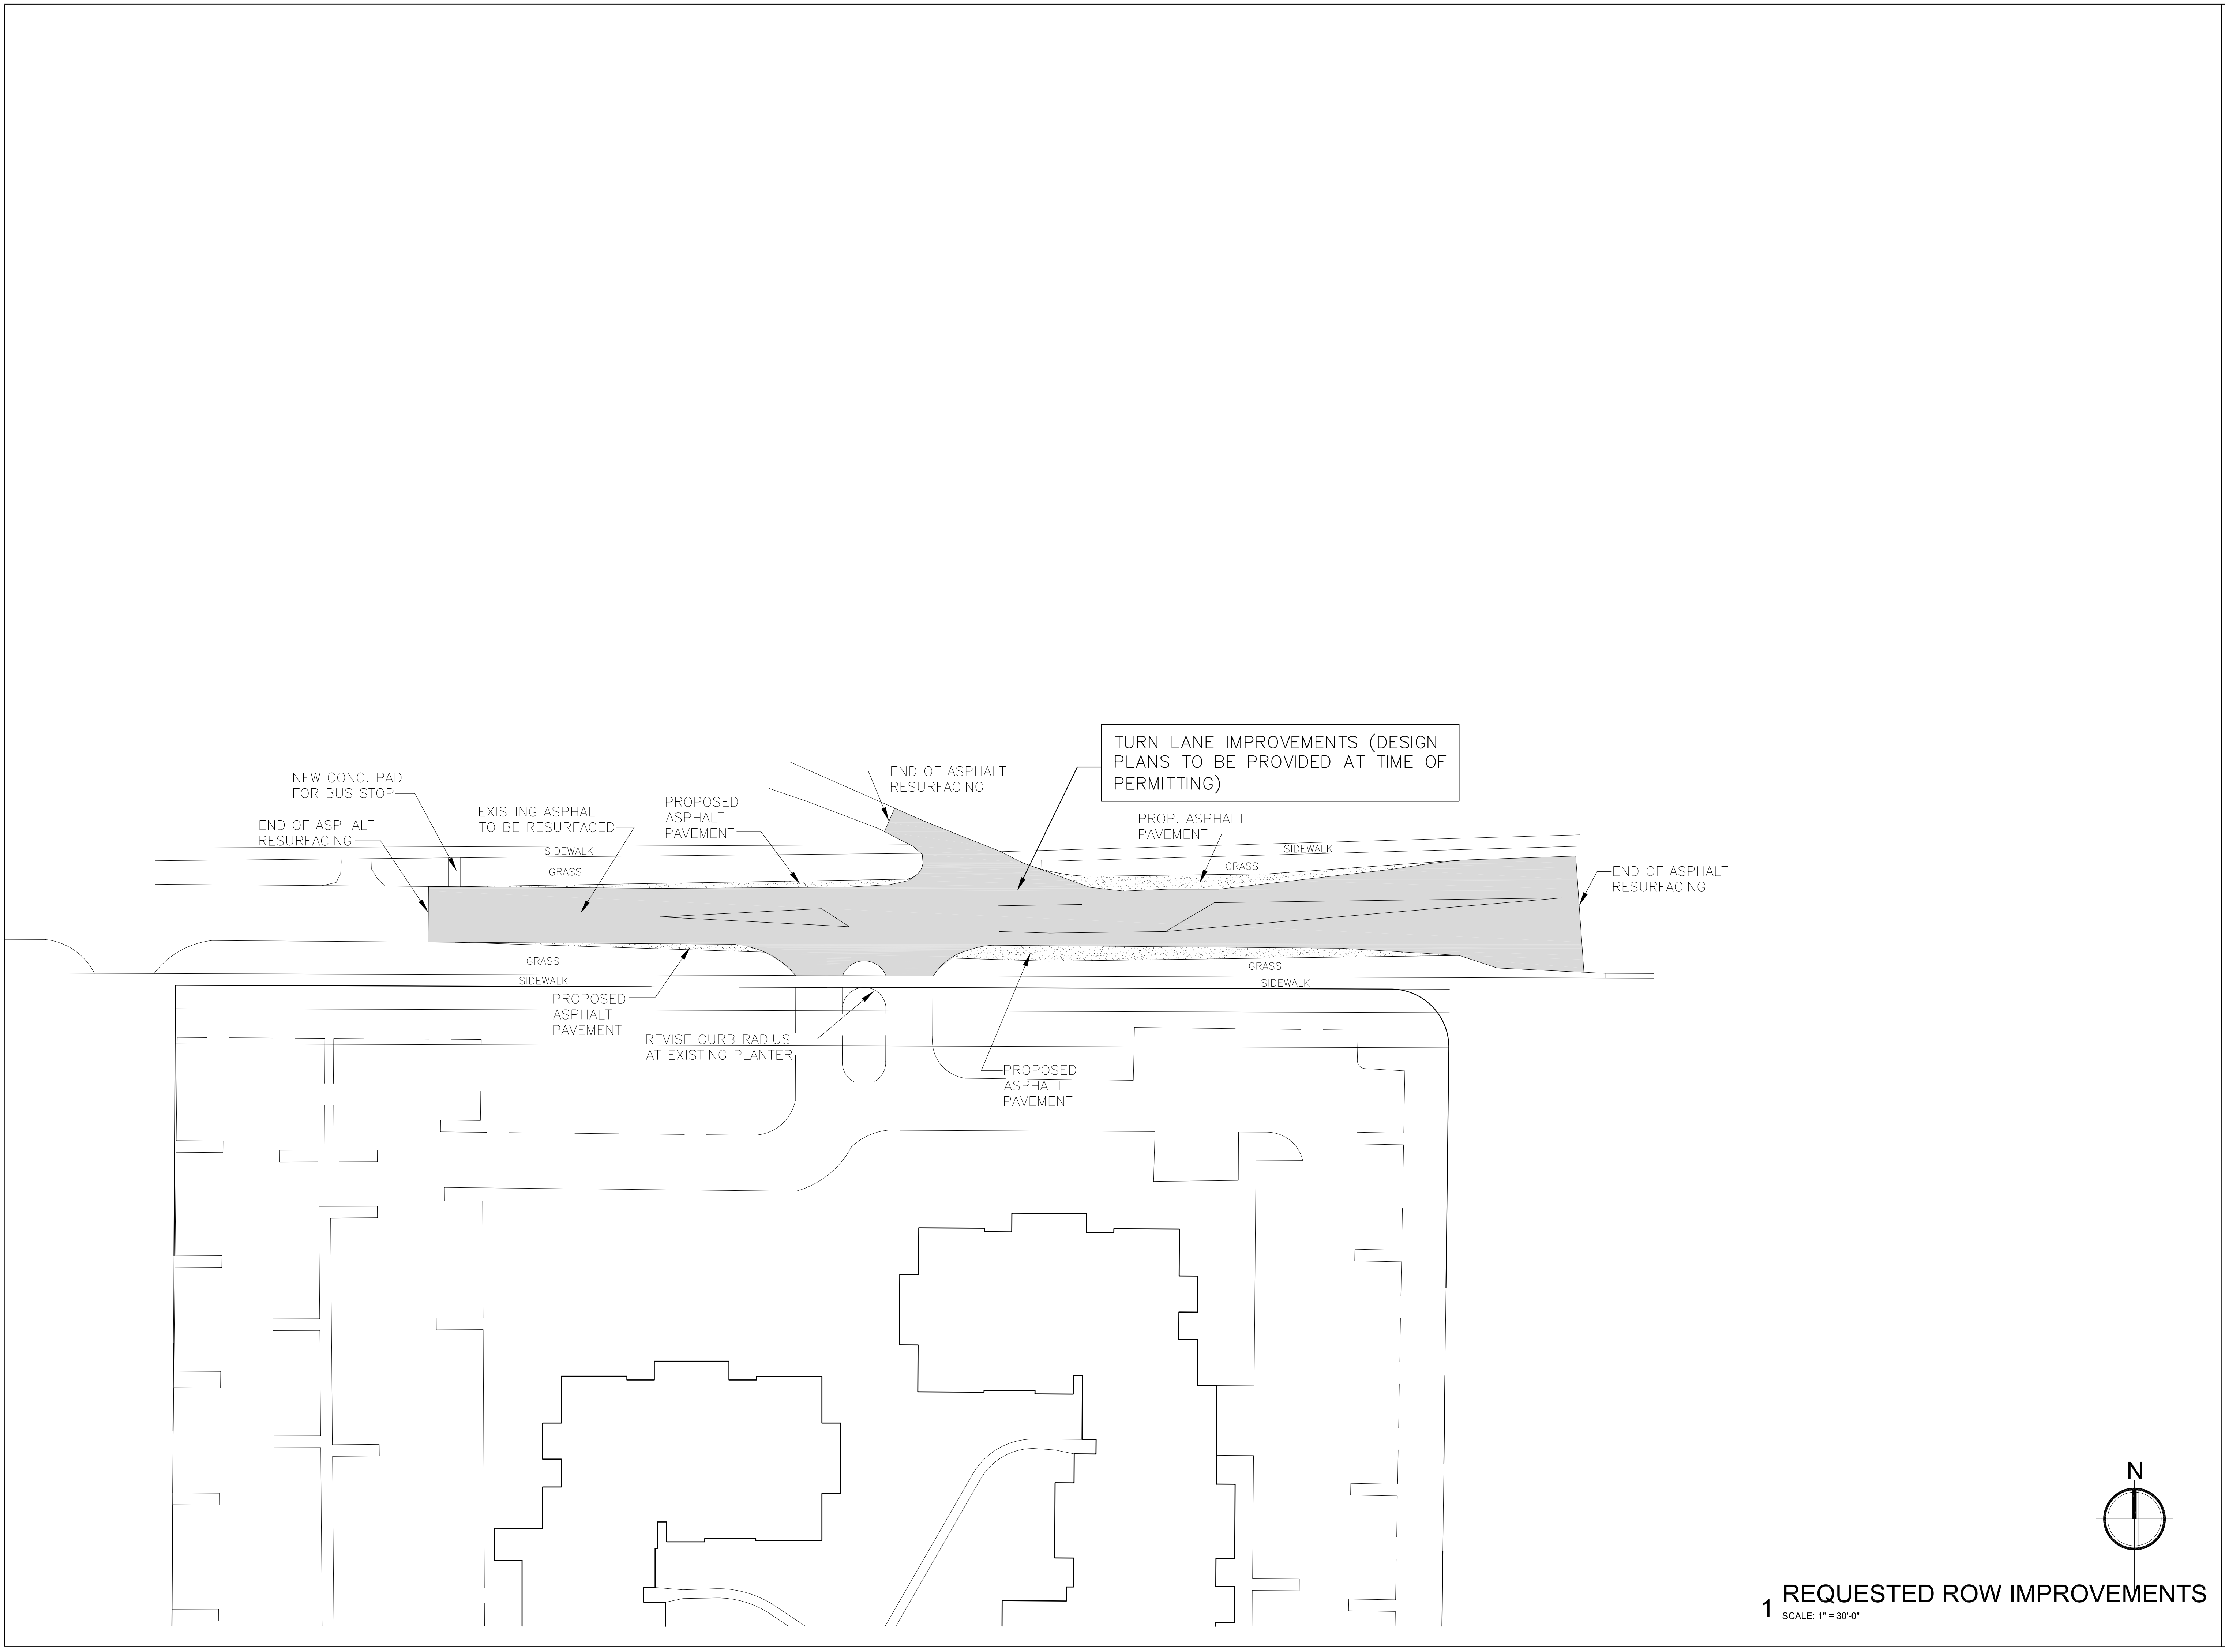 TURN LANE IMPROVEMENTS (DESIGN
PLANS TO BE PROVIDED AT TIME OF
PERMITTING)
END OF ASPHALT
RESURFACING
NEW CONC. PAD
FOR BUS STOP
EXISTING ASPHALT
TO BE RESURFACED
PROPOSED
ASPHALT
PAVEMENT
PROP. ASPHALT
PAVEMENT
END OF ASPHALT
RESURFACING
SIDEWALK
SIDEWALK
GRASS
GRASS
END OF ASPHALT
RESURFACING
GRASS
GRASS
SIDEWALK
SIDEWALK
PROPOSED
ASPHALT
PAVEMENT
REVISE CURB RADIUS
AT EXISTING PLANTER
PROPOSED
ASPHALT
PAVEMENT
N
1 REQUESTED ROW IMPROVEMENTS
SCALE: 1" = 30'-0"